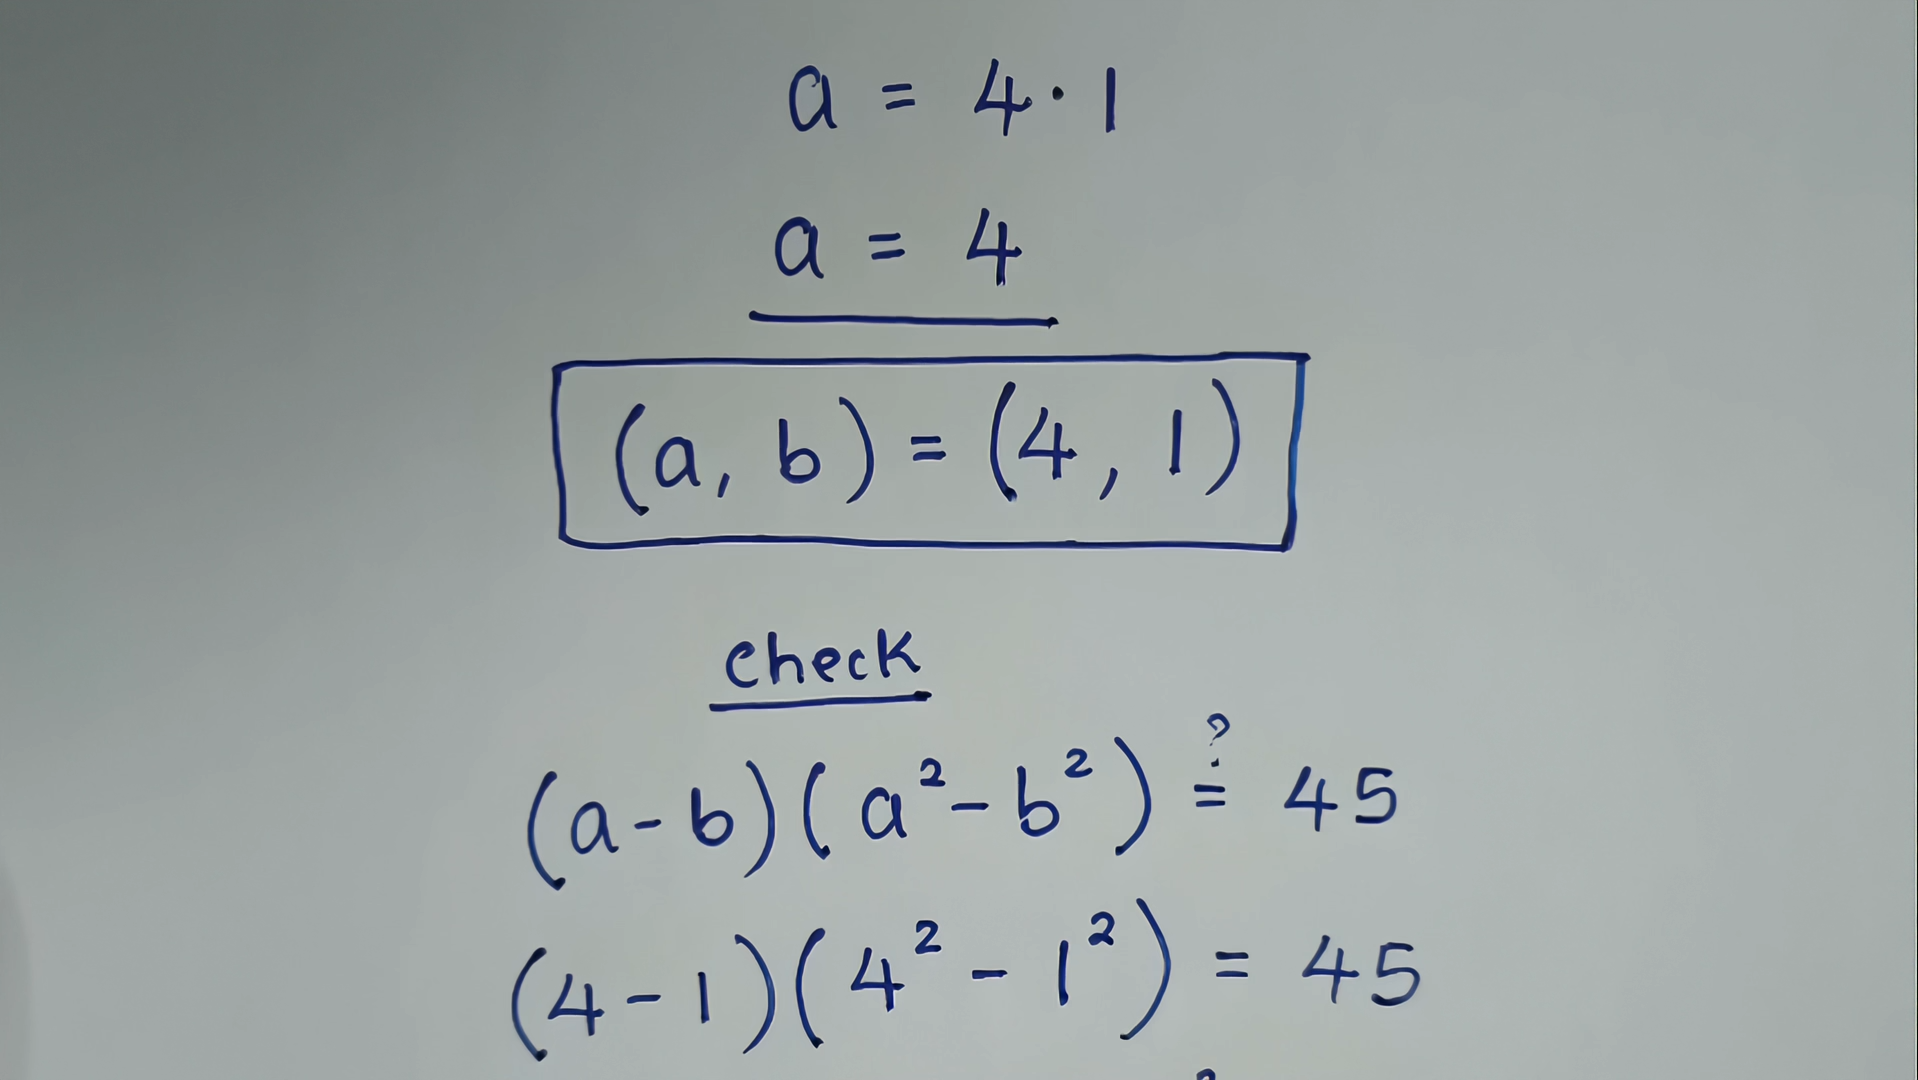 a = 4 · 1
a = 4
(a, b) = (4, 1)
check
(a - b)(a² - b²) ≟ 45
(4 - 1)(4² - 1²) = 45